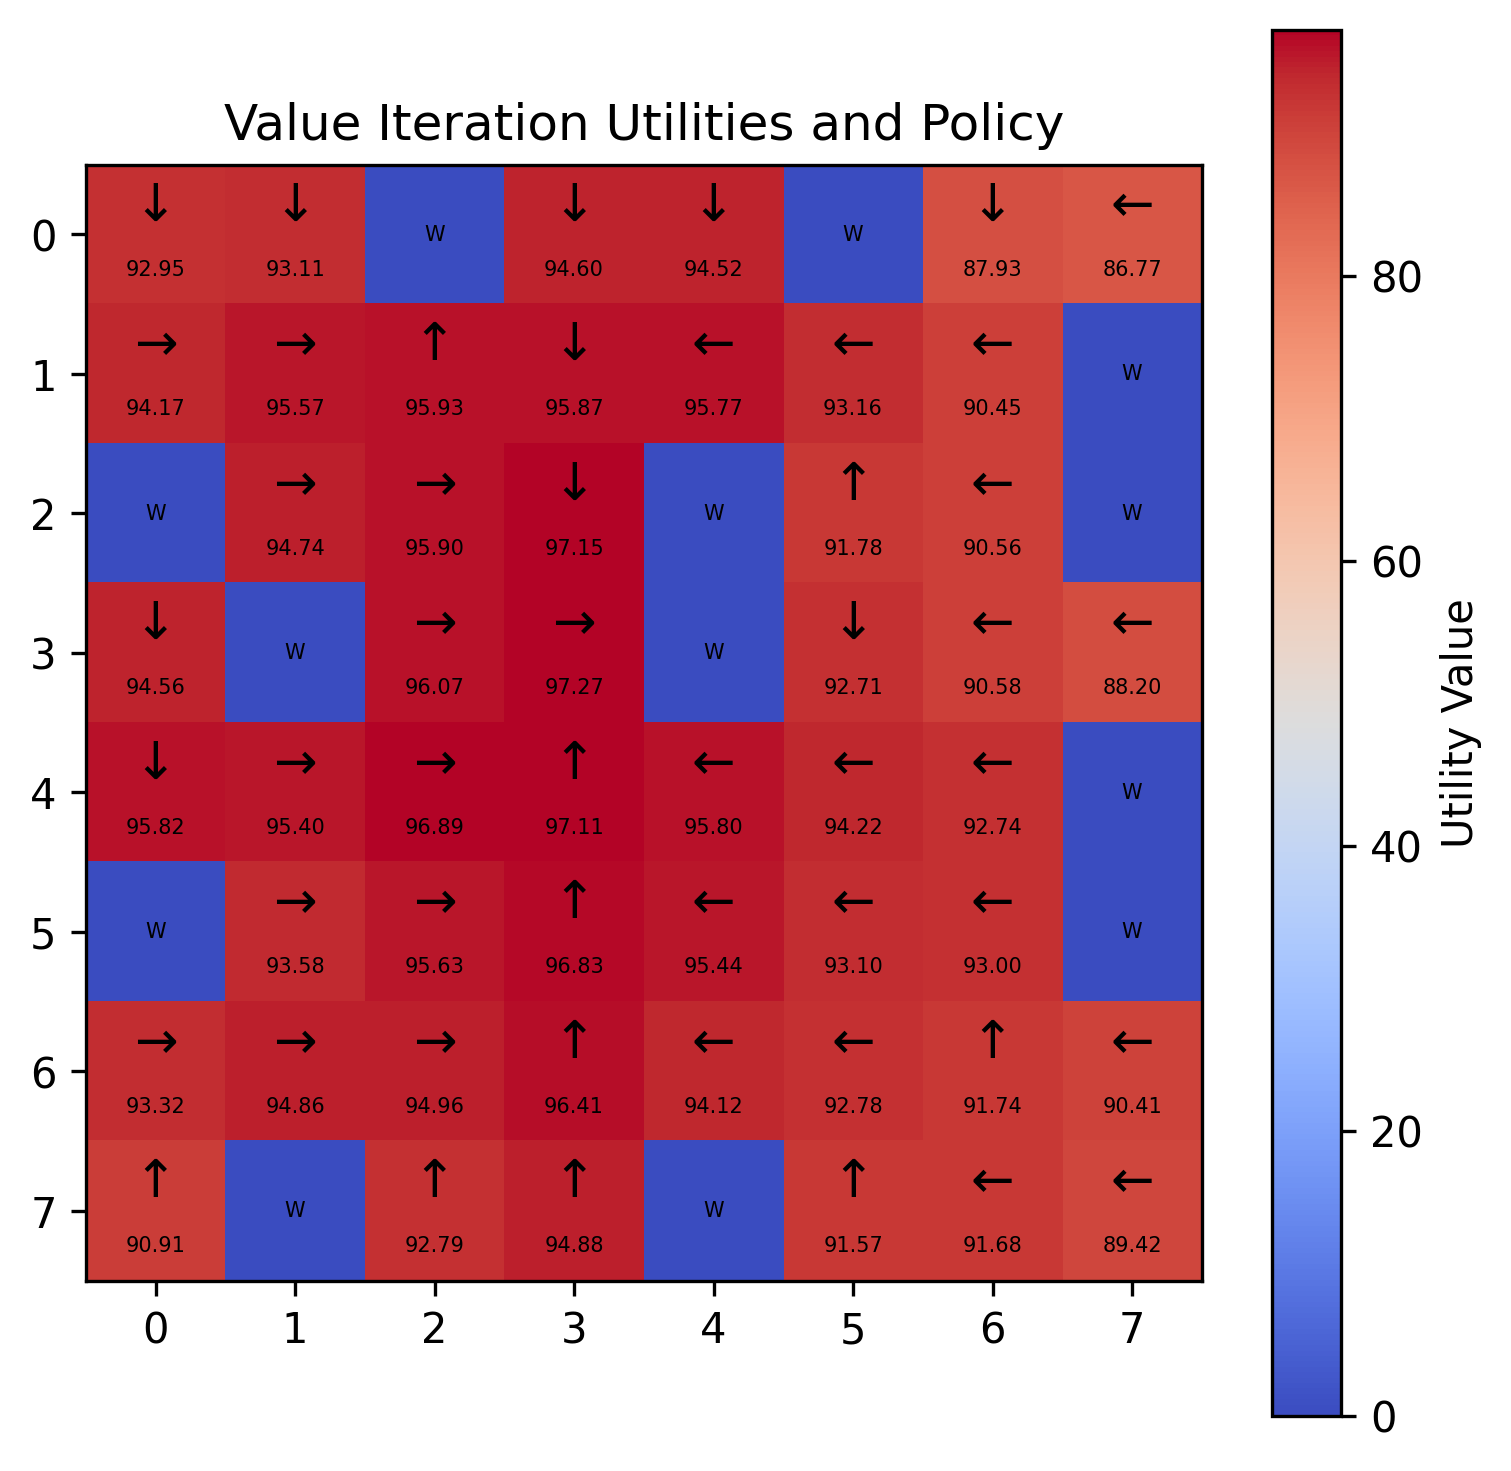 Value Iteration Utilities and Policy
0 ↓ ↓ W ↓ ↓ W ↓ ←
92.95 93.11 94.60 94.52 87.93 86.77
1 → → ↑ ↓ ← ← ← W
94.17 95.57 95.93 95.87 95.77 93.16 90.45
2 W → → ↓ W ↑ ← W
94.74 95.90 97.15 91.78 90.56
3 ↓ W → → W ↓ ← ←
94.56 96.07 97.27 92.71 90.58 88.20
4 ↓ → → ↑ ← ← ← W
95.82 95.40 96.89 97.11 95.80 94.22 92.74
5 W → → ↑ ← ← ← W
93.58 95.63 96.83 95.44 93.10 93.00
6 → → → ↑ ← ← ↑ ←
93.32 94.86 94.96 96.41 94.12 92.78 91.74 90.41
7 ↑ W ↑ ↑ W ↑ ← ←
90.91 92.79 94.88 91.57 91.68 89.42
0 1 2 3 4 5 6 7
80
60
40
20
0
Utility Value